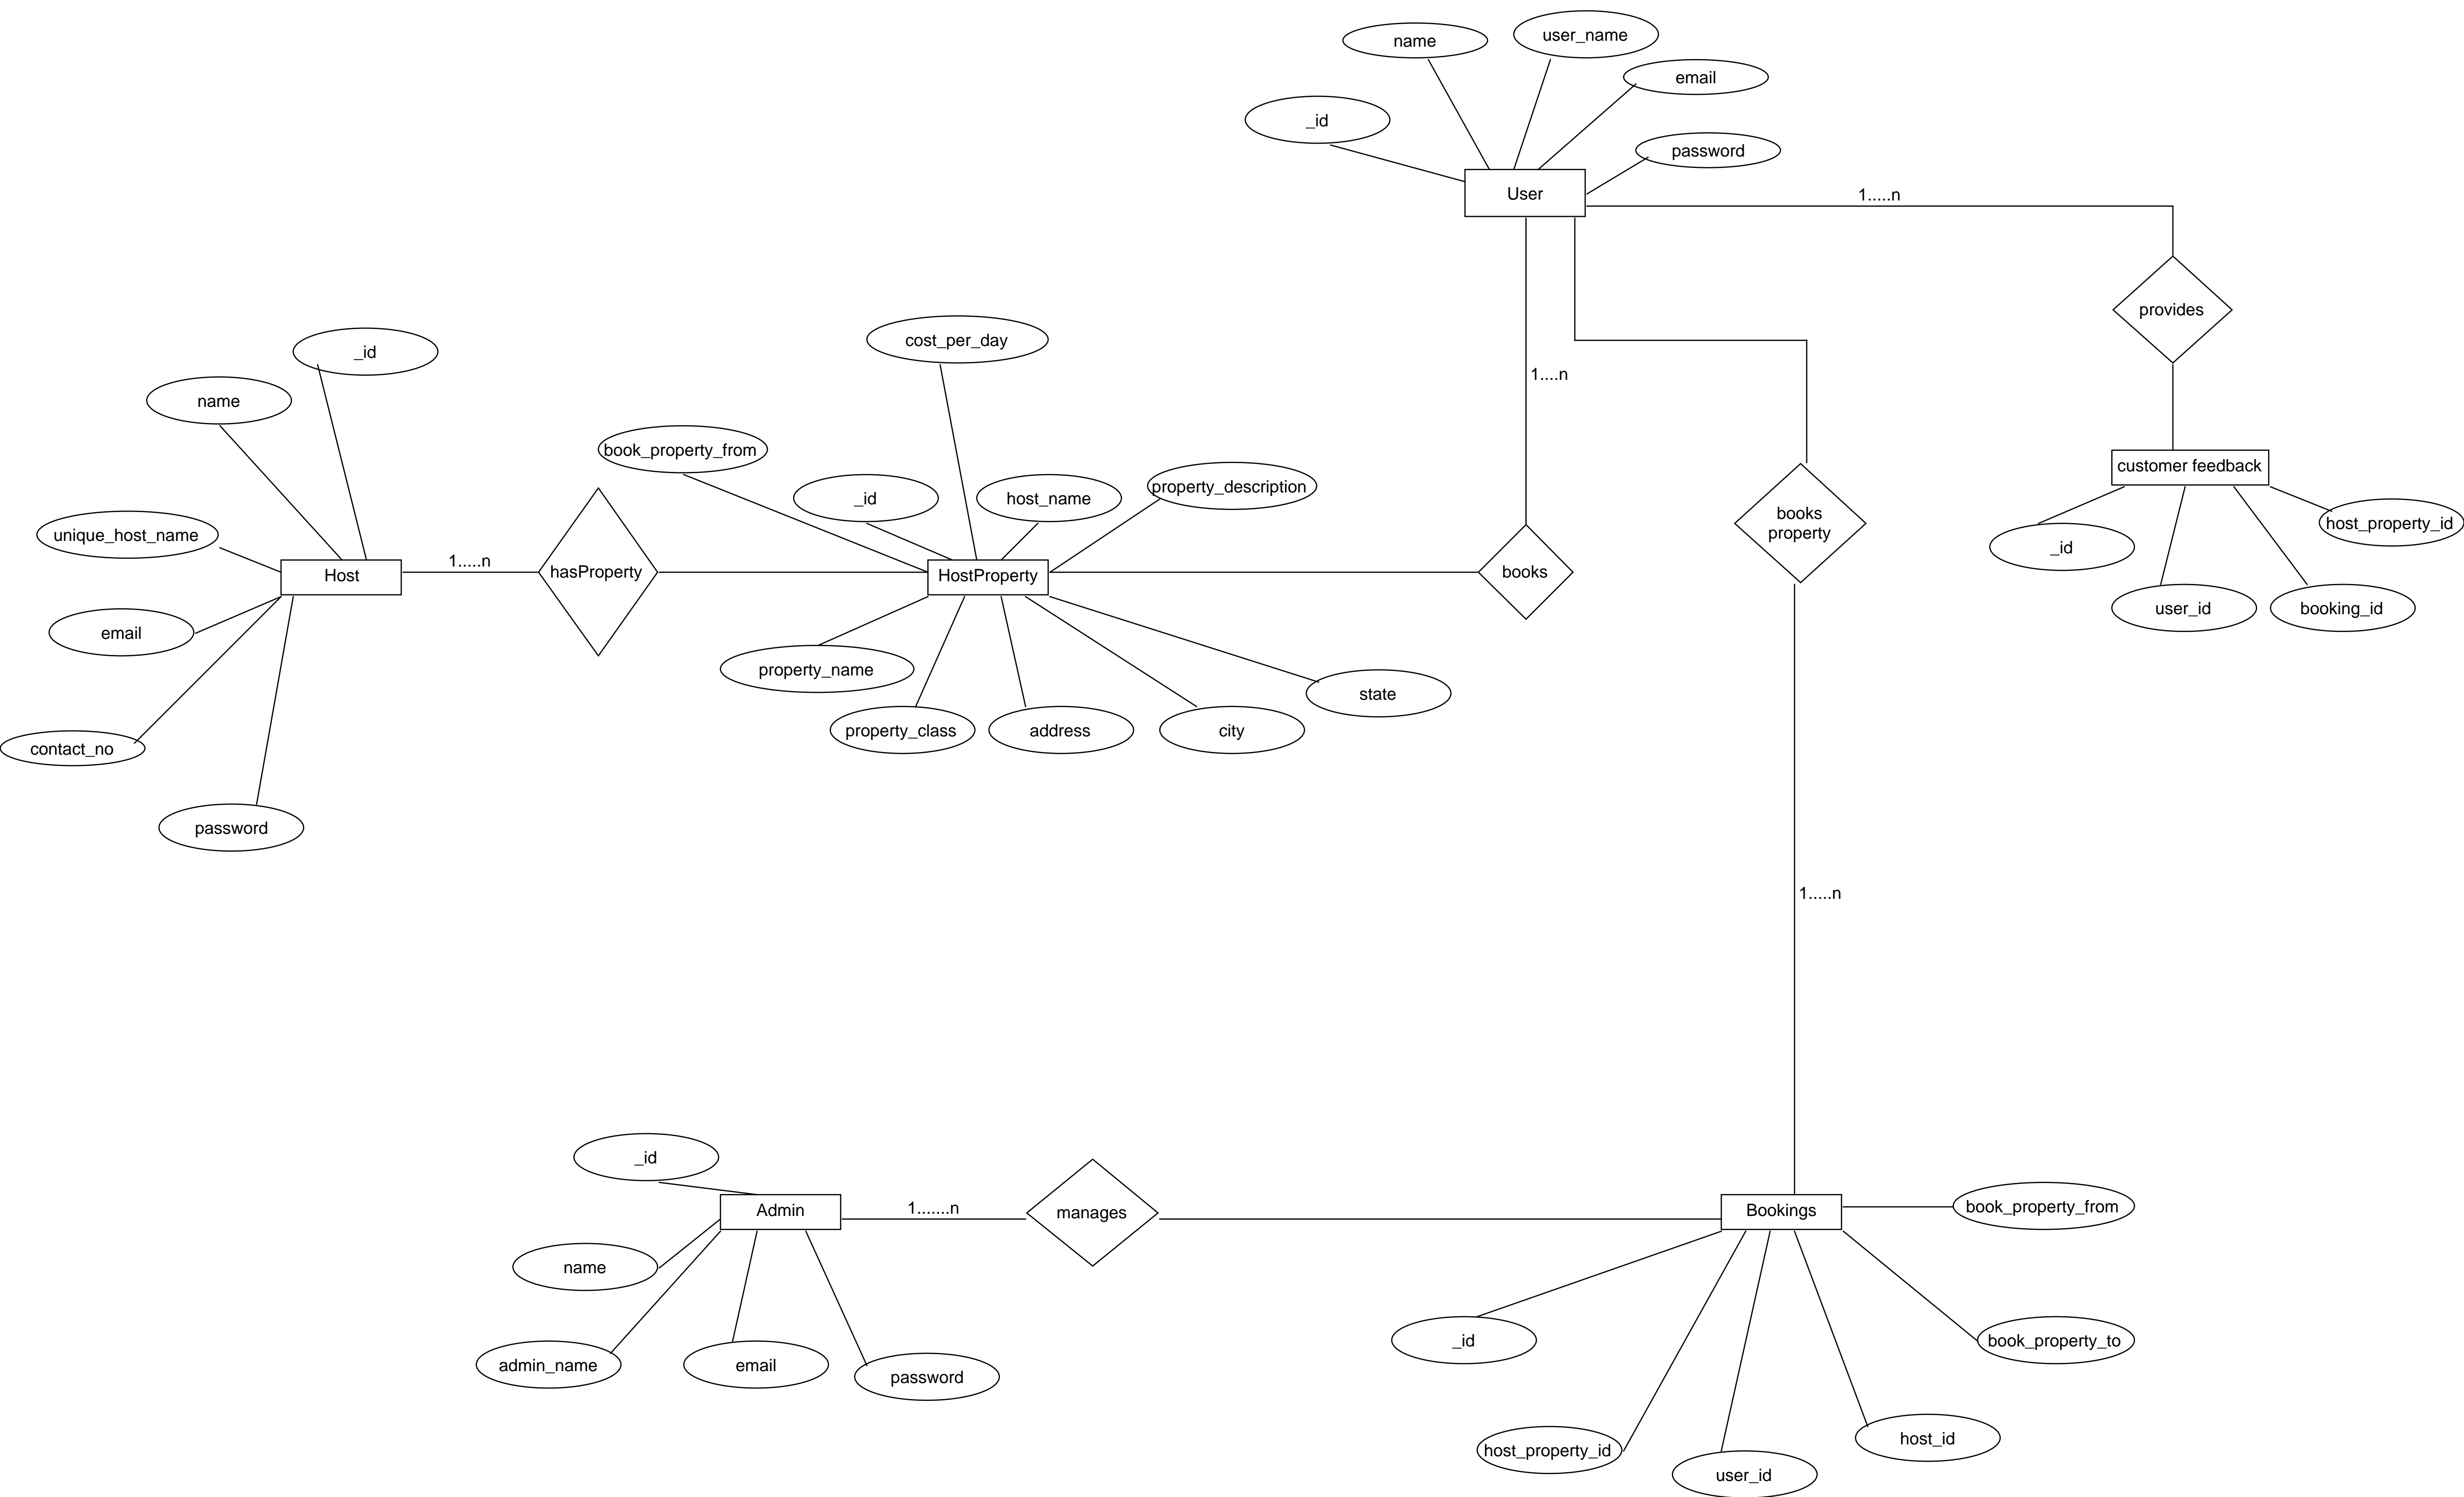 name
user_name
email
_id
password
User
1.....n
provides
cost_per_day
_id
name
1....n
book_property_from
_id
host_name
property_description
customer feedback
books
property
host_property_id
_id
unique_host_name
Host
1.....n
hasProperty
HostProperty
books
user_id
booking_id
email
property_name
state
contact_no
property_class
address
city
password
1.....n
_id
Admin
1.......n
manages
Bookings
book_property_from
name
_id
book_property_to
admin_name
email
password
host_property_id
host_id
user_id